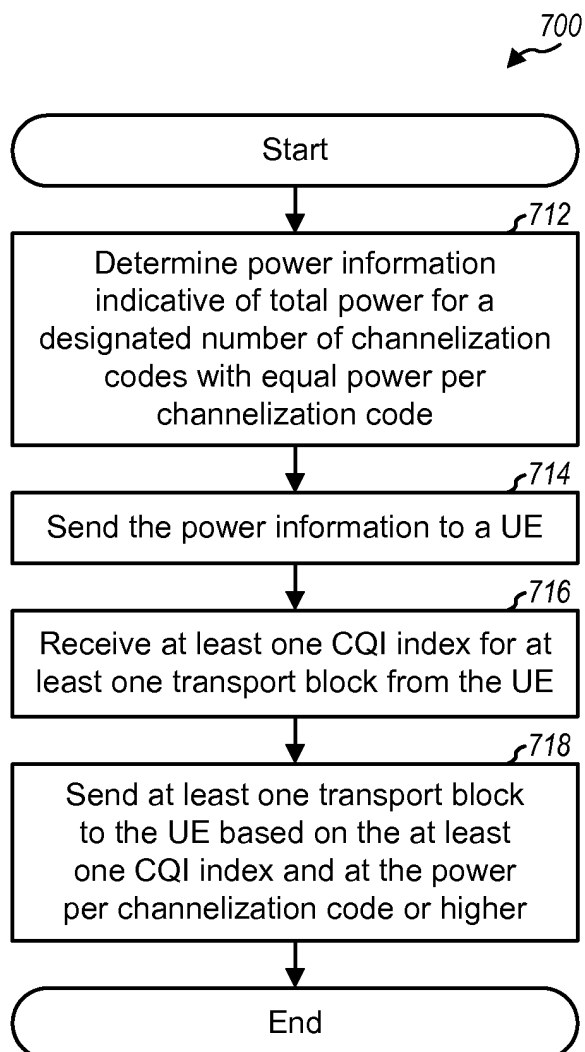 700
Start
712
Determine power information
indicative of total power for a
designated number of channelization
codes with equal power per
channelization code
714
Send the power information to a UE
716
Receive at least one CQI index for at
least one transport block from the UE
718
Send at least one transport block
to the UE based on the at least
one CQI index and at the power
per channelization code or higher
End